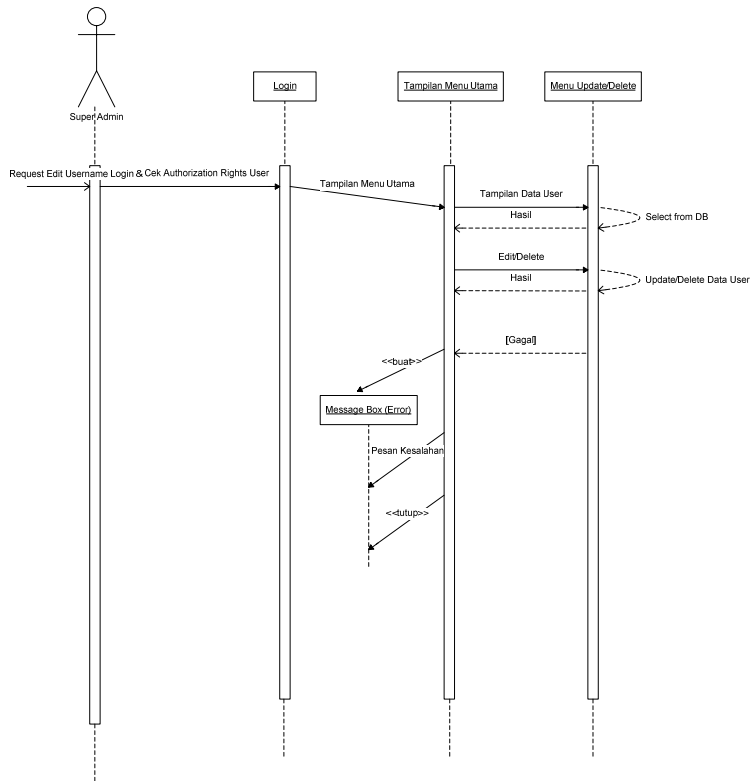 Super Admin
Login
Tampilan Menu Utama
Menu Update/Delete
Request Edit Username
Login & Cek Authorization Rights User
Tampilan Menu Utama
Tampilan Data User
Hasil
Select from DB
Edit/Delete
Hasil
Update/Delete Data User
[Gagal]
<<buat>>
Message Box (Error)
Pesan Kesalahan
<<tutup>>